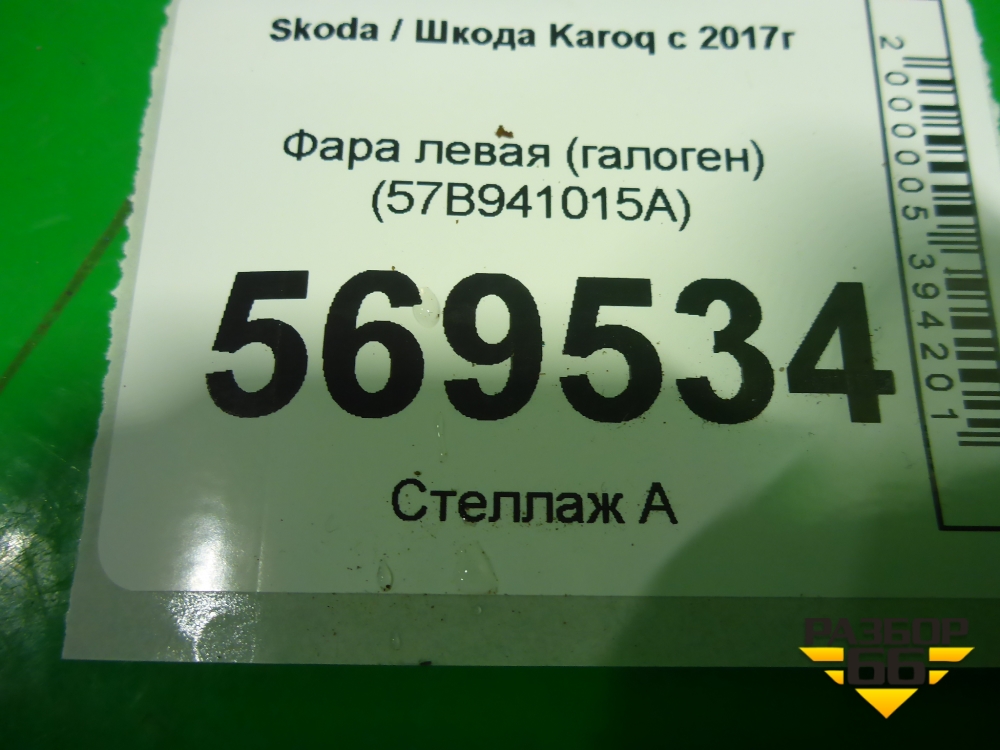 Skoda / Шкода Karoq с 2017г
Фара левая (галоген)
(57B941015A)
569534
Стеллаж А
2000005394201
РАЗБОР
66